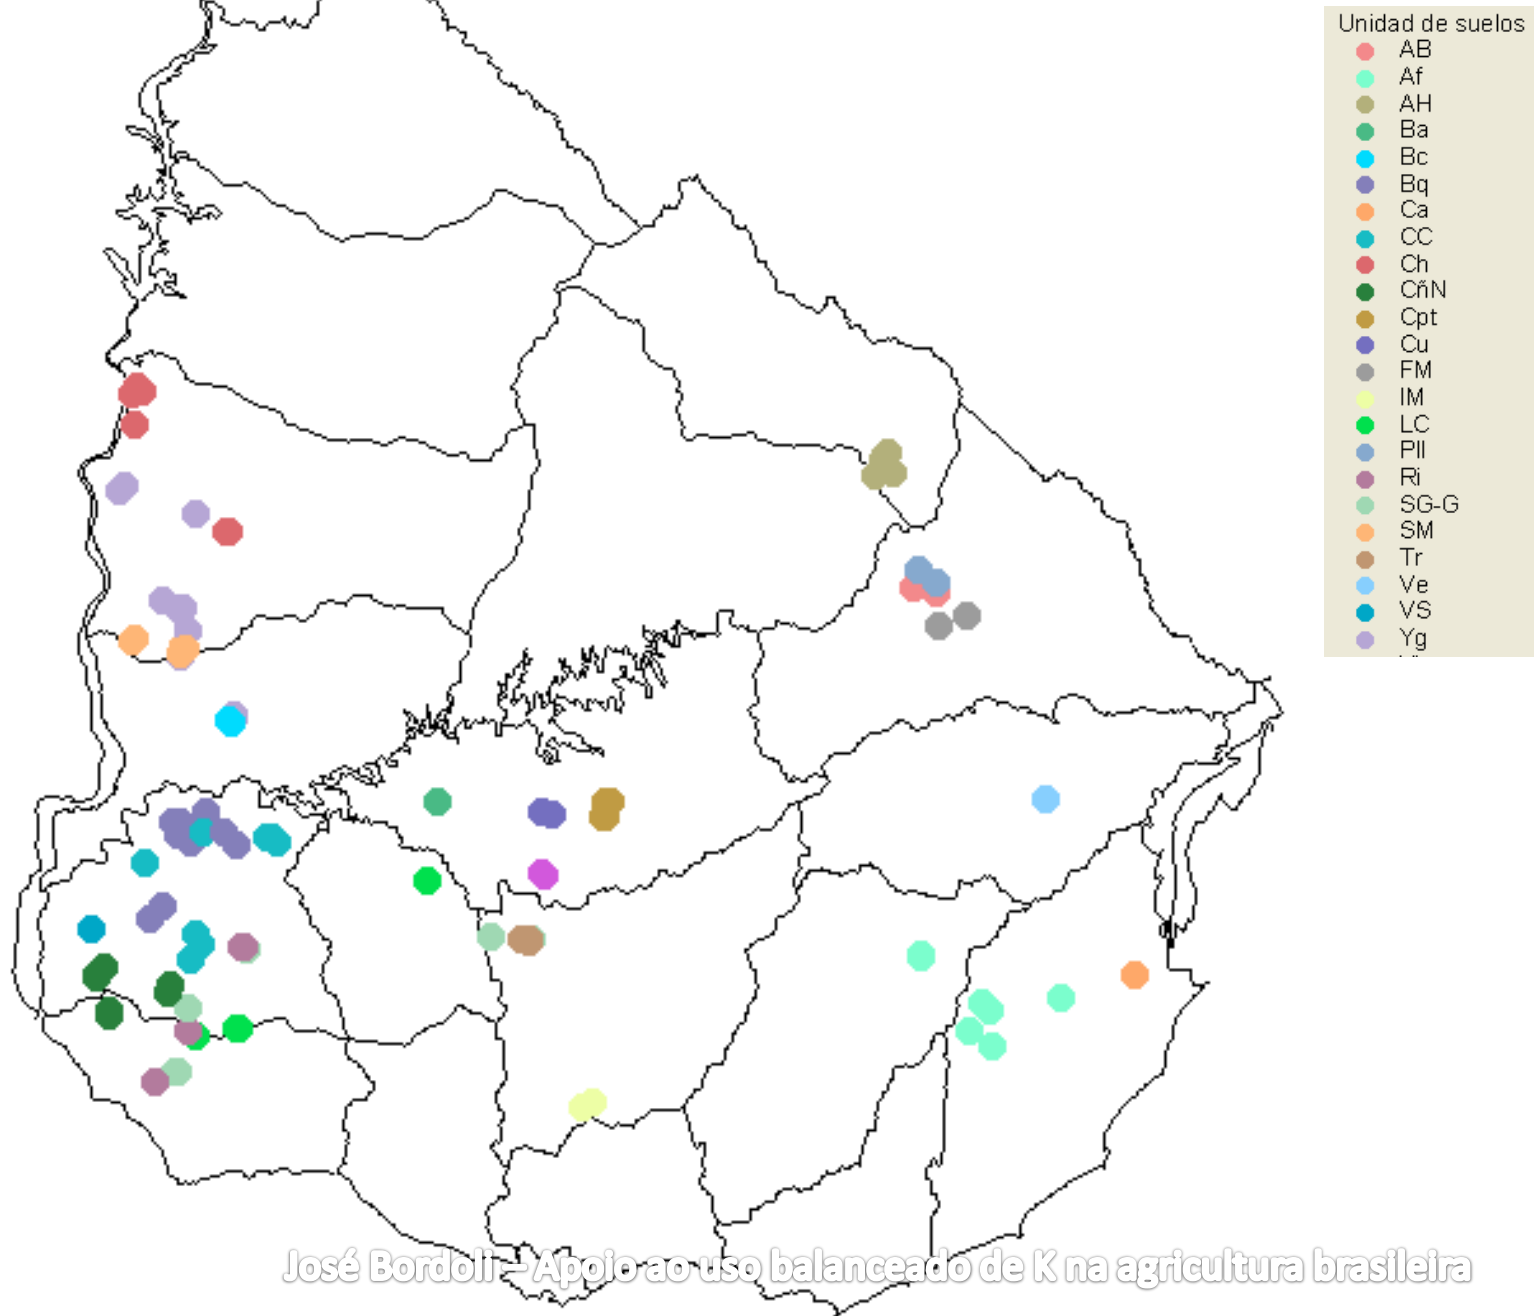 Unidad de suelos
AB
Af
AH
Ba
Bc
Bq
Ca
CC
Ch
CñN
Cpt
Cu
FM
IM
LC
Pll
Ri
SG-G
SM
Tr
Ve
VS
Yg
José Bordoli – Apoio ao uso balanceado de K na agricultura brasileira